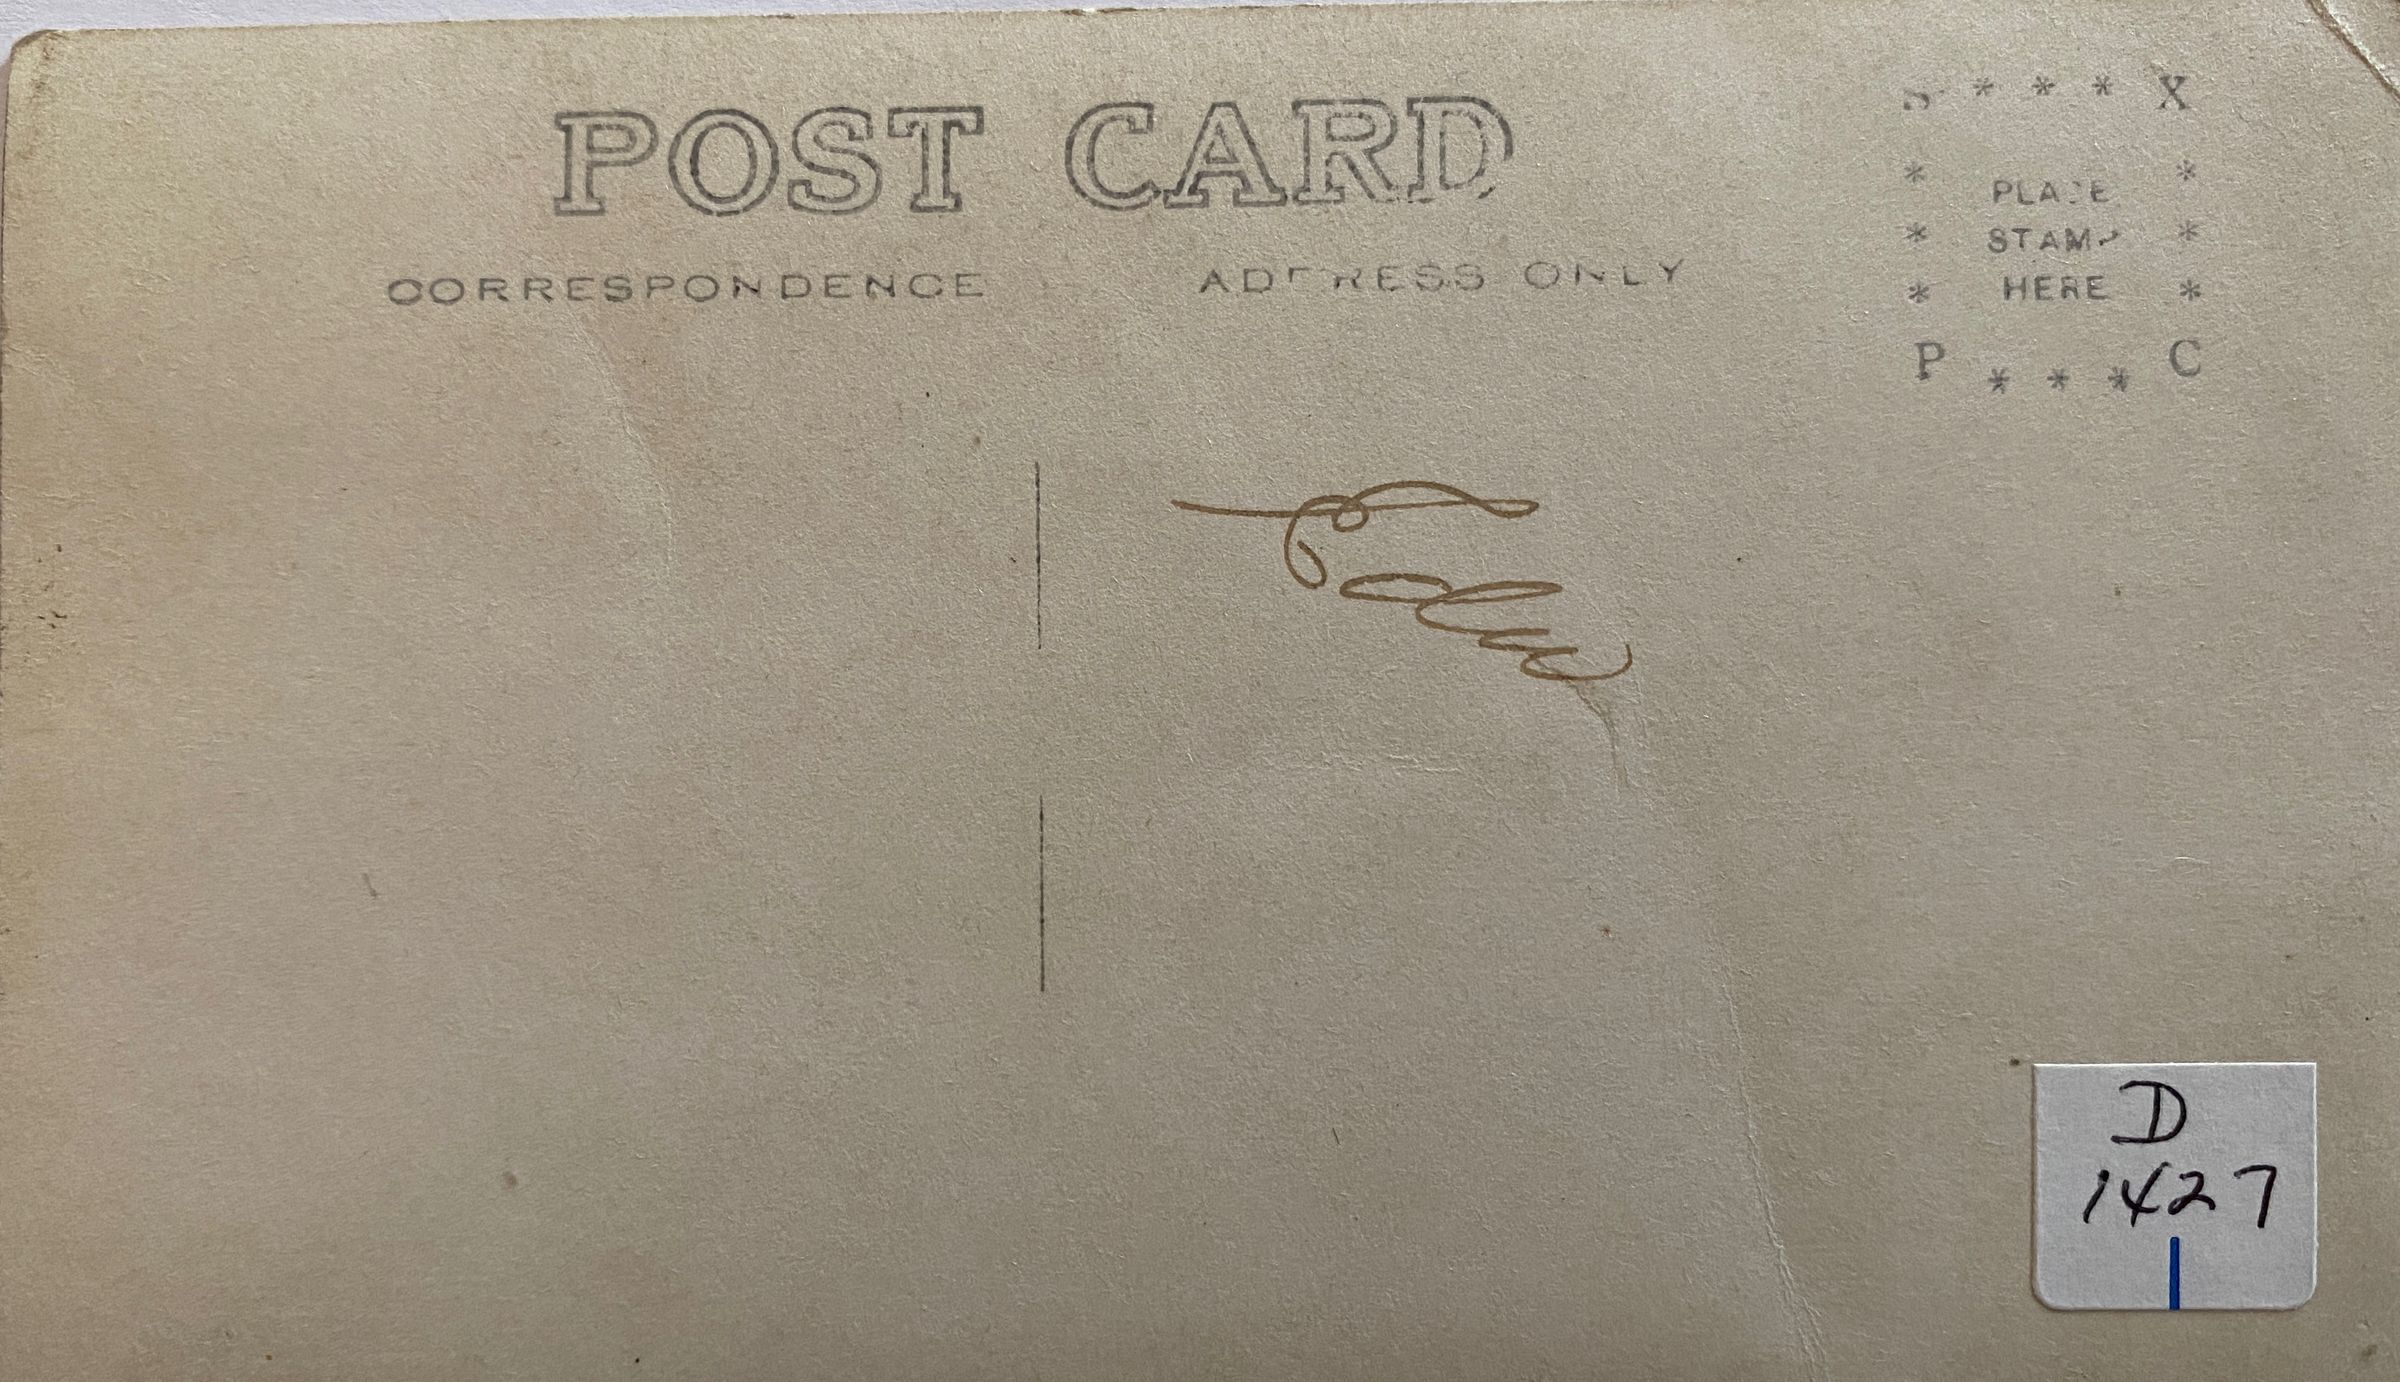 POST CARD
CORRESPONDENCE
ADDRESS ONLY
S * * * X
* PLACE *
* STAMP *
* HERE *
P * * * C
D
1427